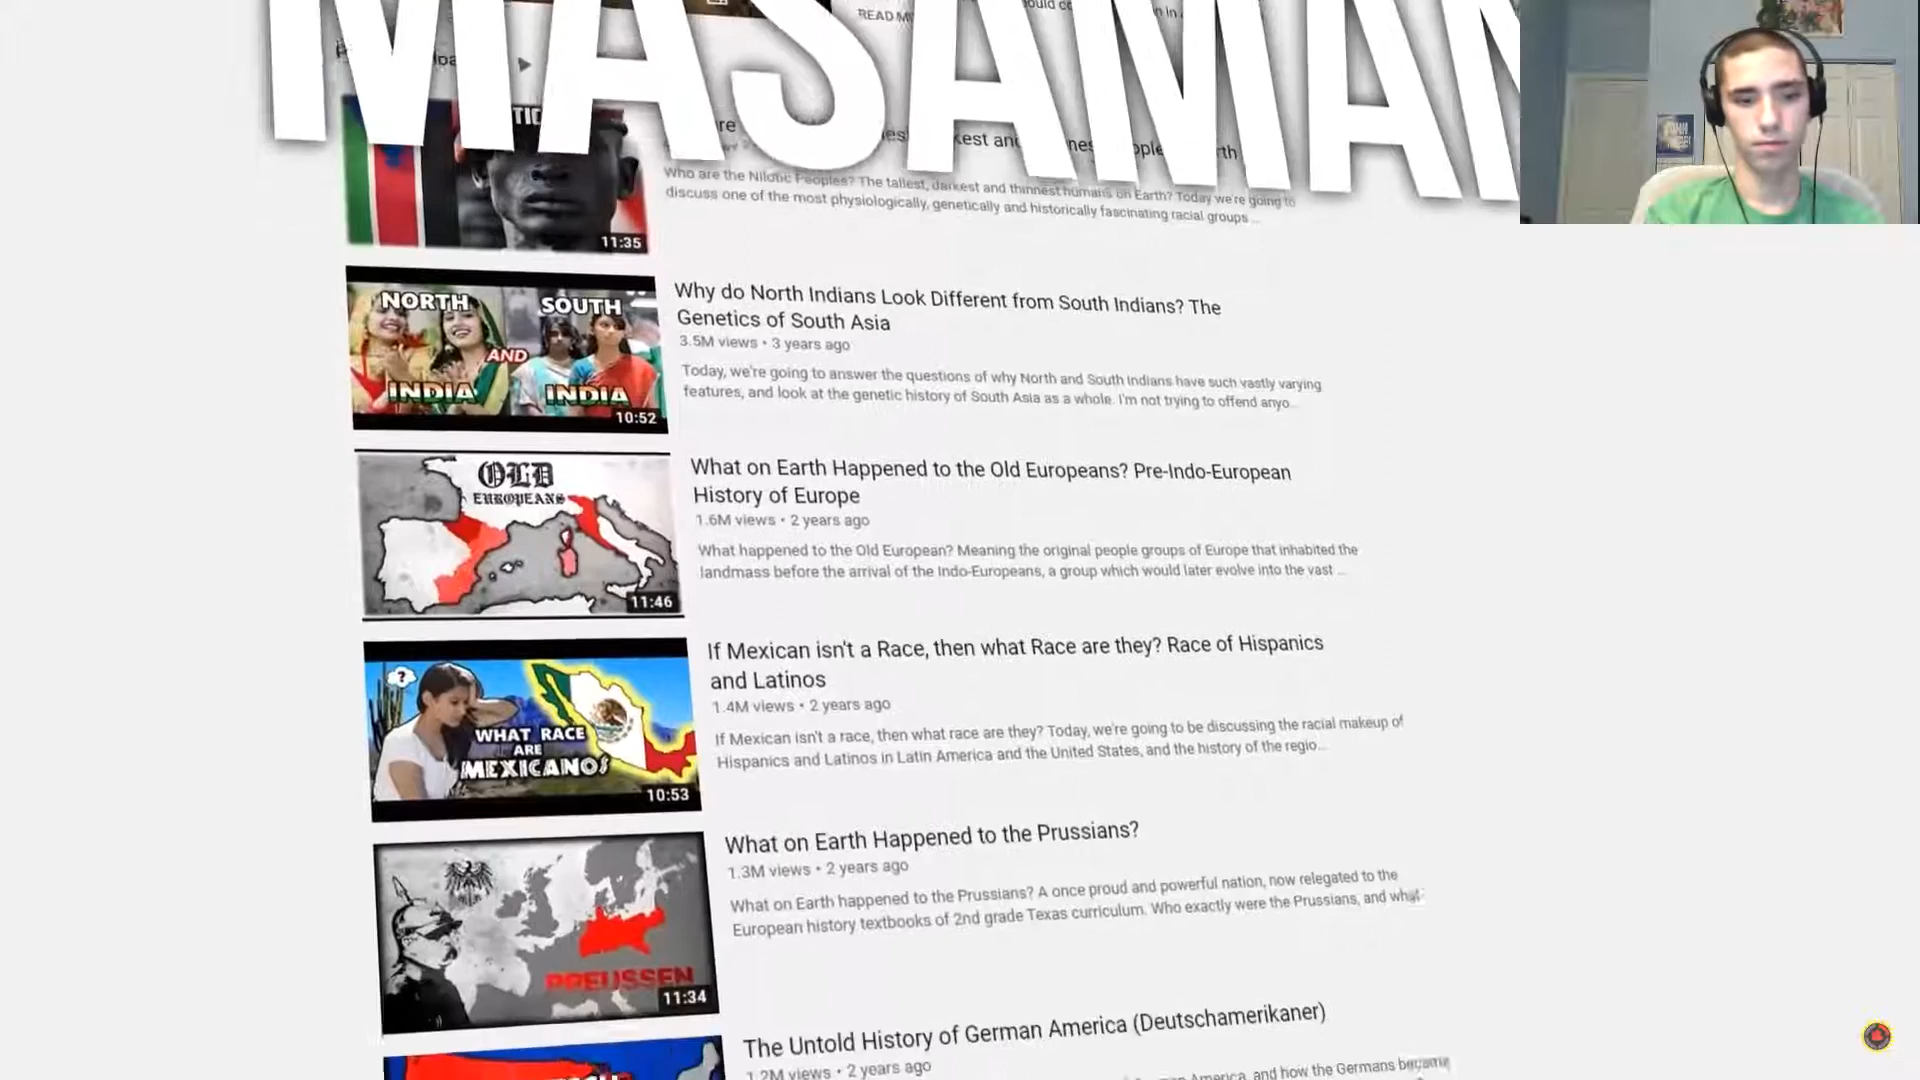 MASAMAN
READ M
TIC
11:35
Who are the Nilotic Peoples? The tallest, darkest and thinnest humans on Earth? Today we're going to
discuss one of the most physiologically, genetically and historically fascinating racial groups ...
NORTH
INDIA
AND
SOUTH
INDIA
10:52
Why do North Indians Look Different from South Indians? The
Genetics of South Asia
3.5M views • 3 years ago
Today, we're going to answer the questions of why North and South Indians have such vastly varying
features, and look at the genetic history of South Asia as a whole. I'm not trying to offend anyo...
OLD
EUROPEANS
11:46
What on Earth Happened to the Old Europeans? Pre-Indo-European
History of Europe
1.6M views • 2 years ago
What happened to the Old European? Meaning the original people groups of Europe that inhabited the
landmass before the arrival of the Indo-Europeans, a group which would later evolve into the vast ...
?
WHAT RACE
ARE
MEXICANOS
10:53
If Mexican isn't a Race, then what Race are they? Race of Hispanics
and Latinos
1.4M views • 2 years ago
If Mexican isn't a race, then what race are they? Today, we're going to be discussing the racial makeup of
Hispanics and Latinos in Latin America and the United States, and the history of the regio...
PREUSSEN
11:34
What on Earth Happened to the Prussians?
1.3M views • 2 years ago
What on Earth happened to the Prussians? A once proud and powerful nation, now relegated to the
European history textbooks of 2nd grade Texas curriculum. Who exactly were the Prussians, and what
The Untold History of German America (Deutschamerikaner)
1.2M views • 2 years ago
America, and how the Germans became